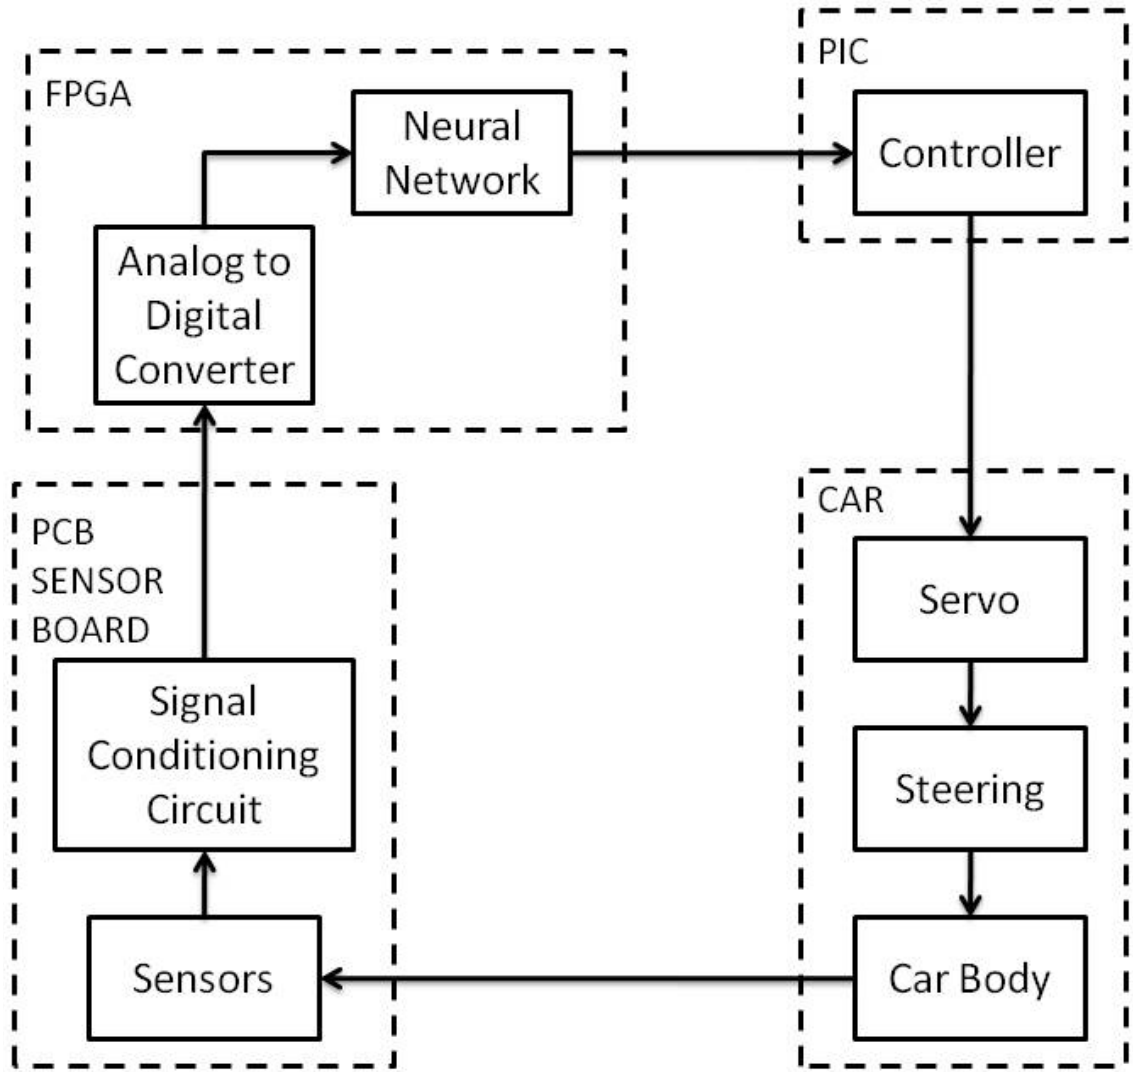 FPGA
Neural
Network
Analog to
Digital
Converter
PIC
Controller
PCB
SENSOR
BOARD
Signal
Conditioning
Circuit
Sensors
CAR
Servo
Steering
Car Body